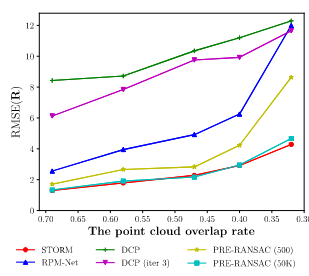 12
10
8
6
4
2
0
RMSE(R)
0.70 0.65 0.60 0.55 0.50 0.45 0.40 0.35
The point cloud overlap rate
STORM DCP PRE-RANSAC (500)
RPM-Net DCP (iter 3) PRE-RANSAC (50K)